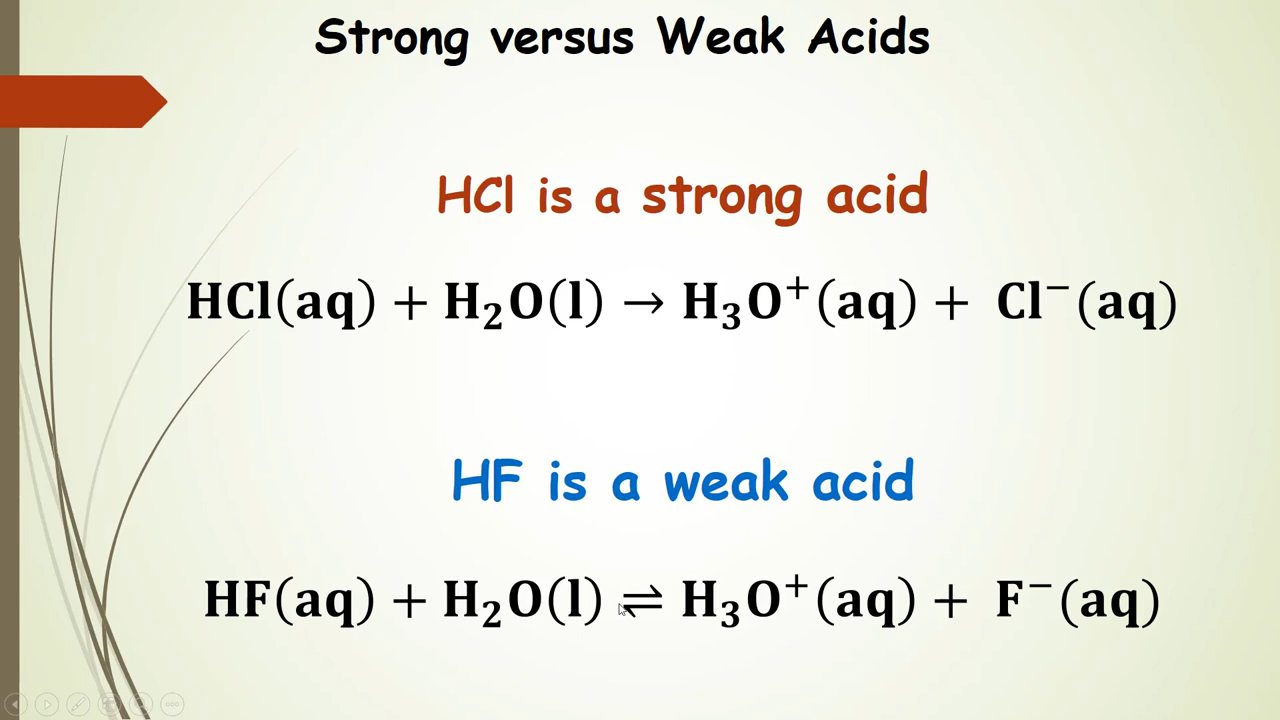 Strong versus Weak Acids
HCl is a strong acid
HCl(aq) + H₂O(l) → H₃O⁺(aq) + Cl⁻(aq)
HF is a weak acid
HF(aq) + H₂O(l) ⇌ H₃O⁺(aq) + F⁻(aq)